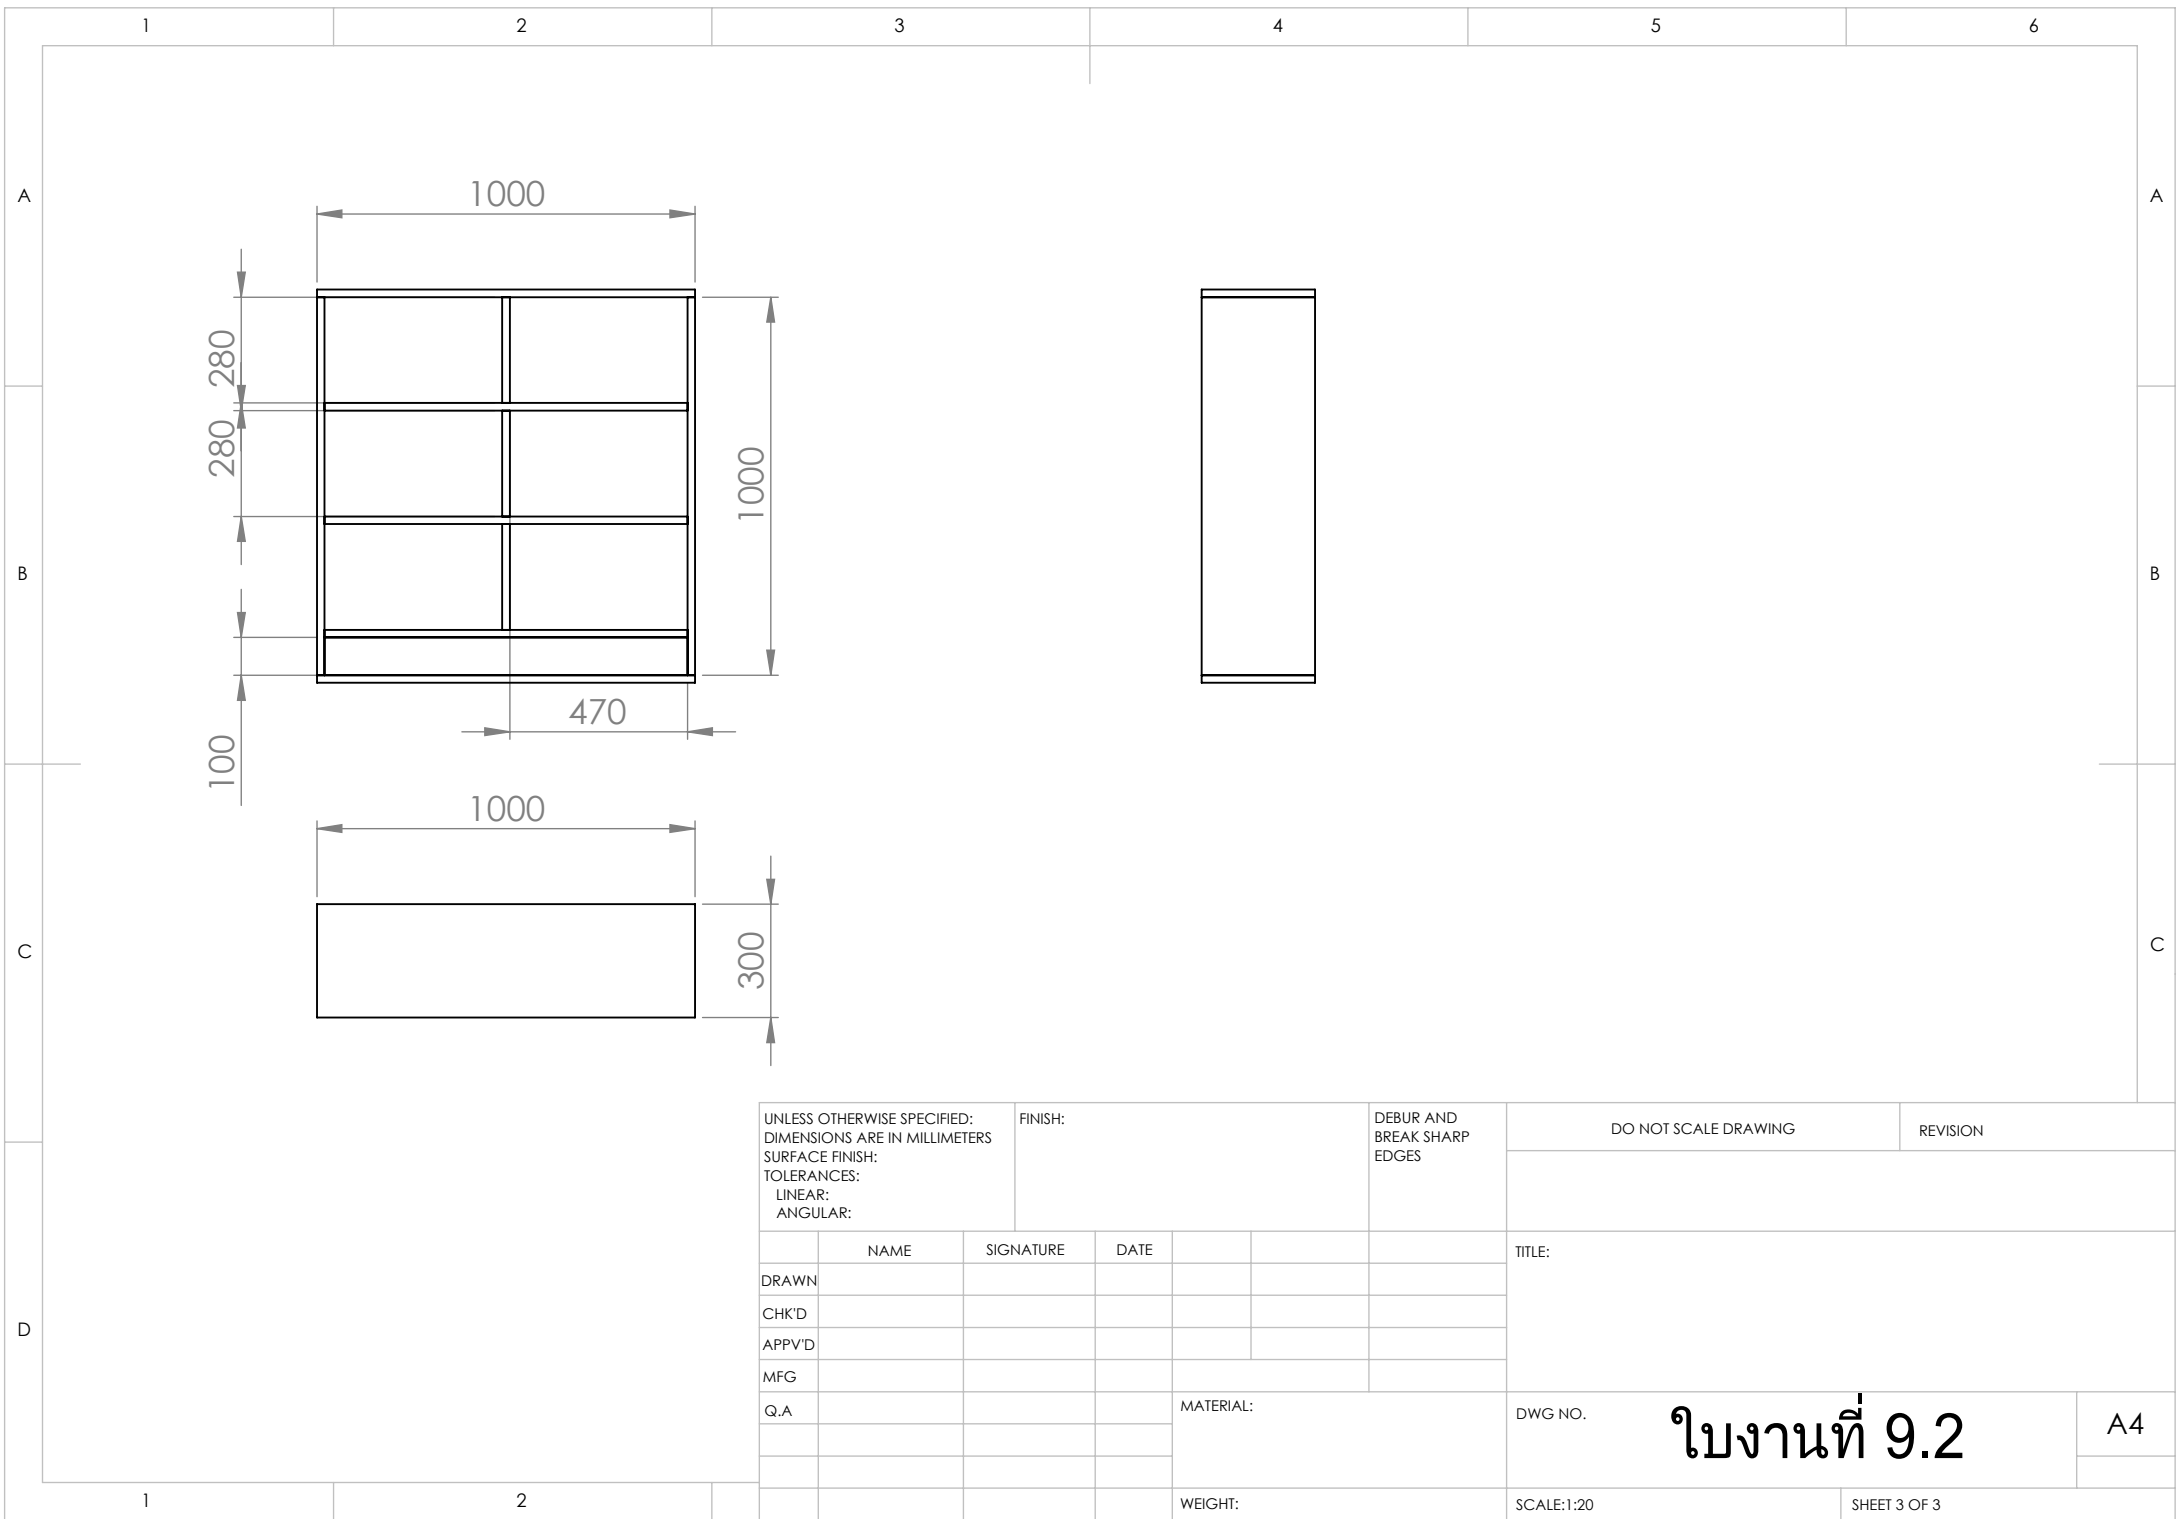 1 2 3 4 5 6
A A
1000
280
280
1000
B B
470
100
1000
300
C C
UNLESS OTHERWISE SPECIFIED:
DIMENSIONS ARE IN MILLIMETERS
SURFACE FINISH:
TOLERANCES:
LINEAR:
ANGULAR:
FINISH:
DEBUR AND
BREAK SHARP
EDGES
DO NOT SCALE DRAWING
REVISION
NAME SIGNATURE DATE
TITLE:
DRAWN
CHK'D
APPV'D
MFG
Q.A
D
MATERIAL:
DWG NO.
ใบงานที่ 9.2
A4
WEIGHT:
SCALE:1:20
SHEET 3 OF 3
1 2